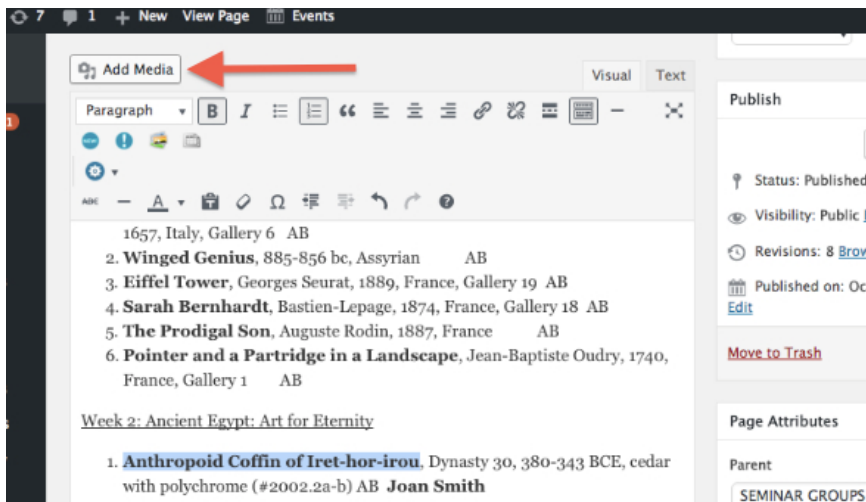 7 1 + New View Page Events
Add Media
Visual Text
Paragraph B I
ABC A Ω
1657, Italy, Gallery 6 AB
2. Winged Genius, 885-856 bc, Assyrian AB
3. Eiffel Tower, Georges Seurat, 1889, France, Gallery 19 AB
4. Sarah Bernhardt, Bastien-Lepage, 1874, France, Gallery 18 AB
5. The Prodigal Son, Auguste Rodin, 1887, France AB
6. Pointer and a Partridge in a Landscape, Jean-Baptiste Oudry, 1740,
France, Gallery 1 AB
Week 2: Ancient Egypt: Art for Eternity
1. Anthropoid Coffin of Iret-hor-irou, Dynasty 30, 380-343 BCE, cedar
with polychrome (#2002.2a-b) AB Joan Smith
1
Publish
Status: Published
Visibility: Public
Revisions: 8 Brow
Published on: Oc
Edit
Move to Trash
Page Attributes
Parent
SEMINAR GROUPS